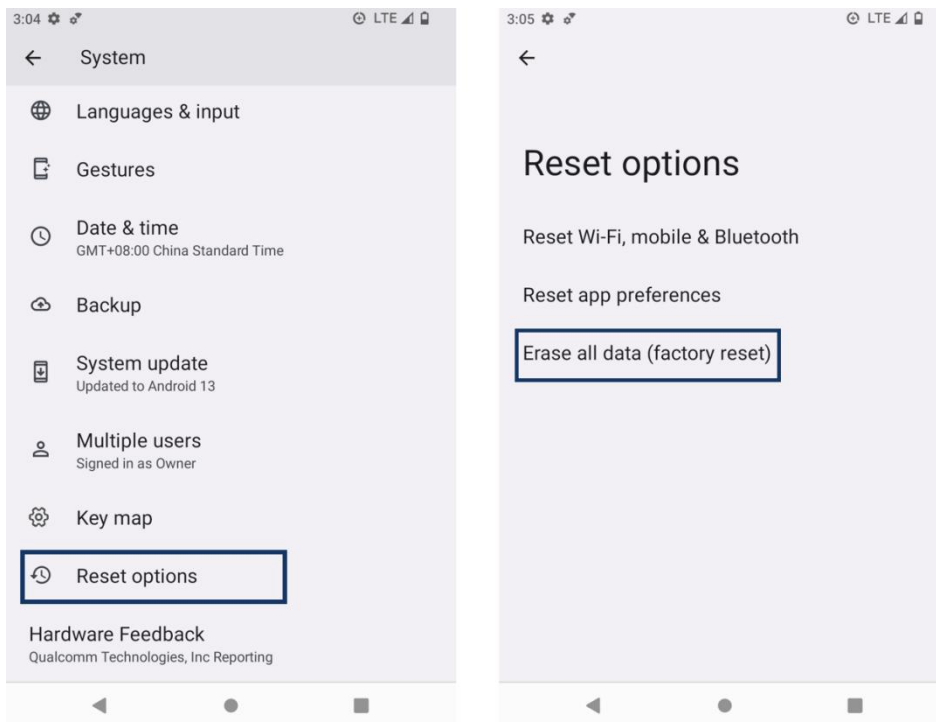 3:04 LTE
System
Languages & input
Gestures
Date & time
GMT+08:00 China Standard Time
Backup
System update
Updated to Android 13
Multiple users
Signed in as Owner
Key map
Reset options
Hardware Feedback
Qualcomm Technologies, Inc Reporting
3:05 LTE
Reset options
Reset Wi-Fi, mobile & Bluetooth
Reset app preferences
Erase all data (factory reset)